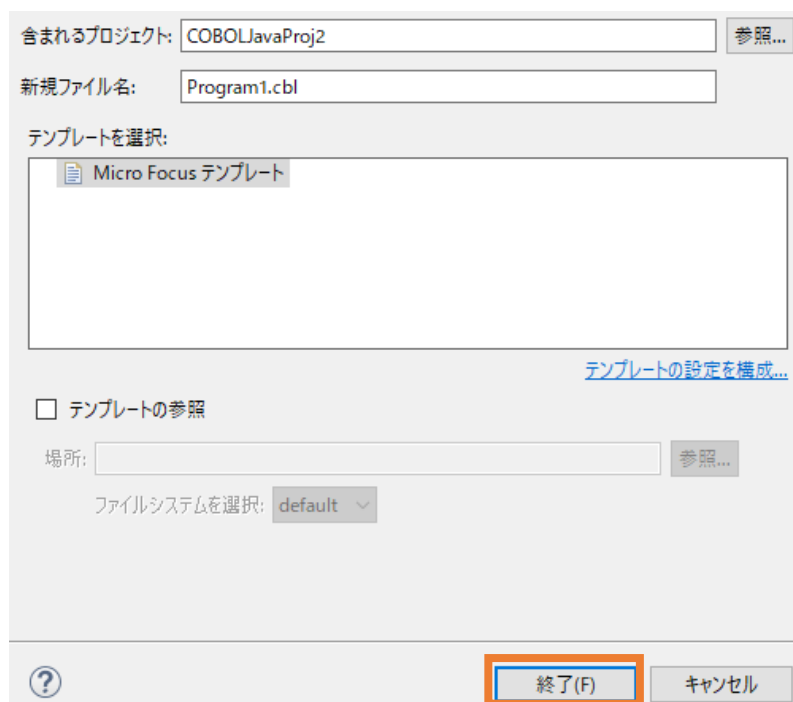 含まれるプロジェクト: COBOLJavaProj2 参照...
新規ファイル名: Program1.cbl
テンプレートを選択:
Micro Focus テンプレート
テンプレートの設定を構成...
テンプレートの参照
場所: 参照...
ファイルシステムを選択: default
? 終了(F) キャンセル